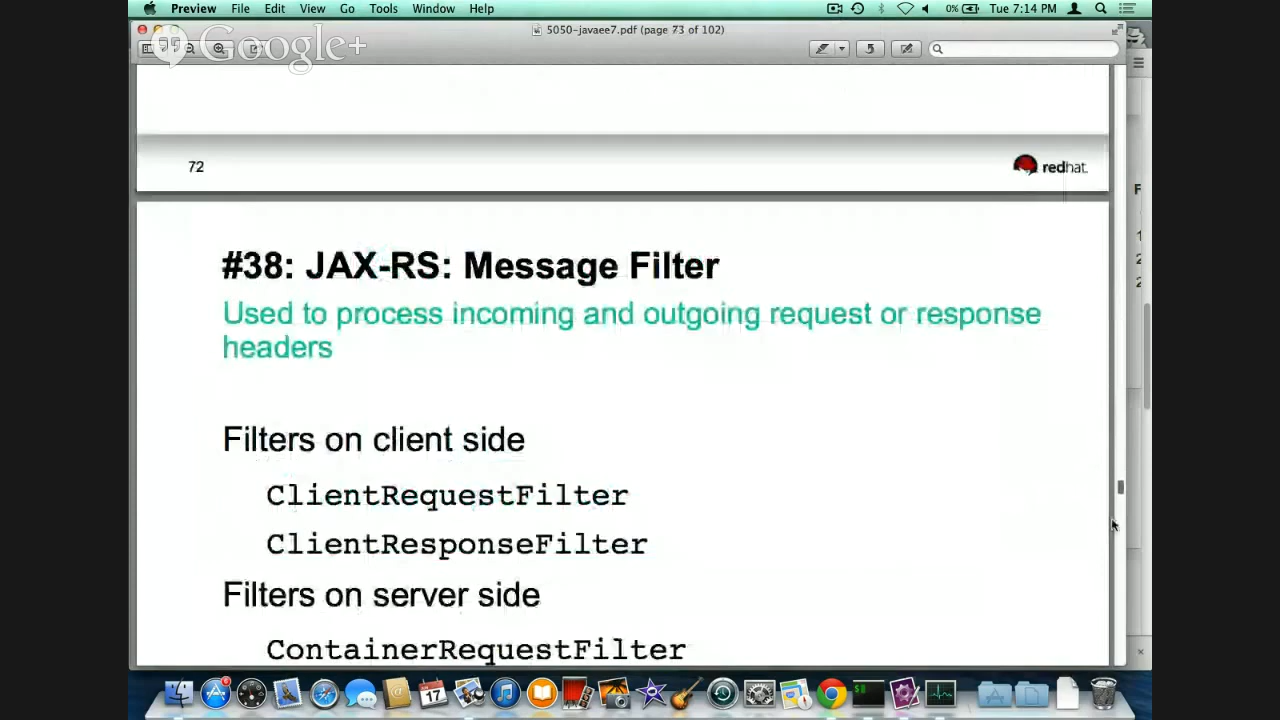 Preview File Edit View Go Tools Window Help
0% Tue 7:14 PM
Google+
5050-javaee7.pdf (page 73 of 102)
72
redhat.
#38: JAX-RS: Message Filter
Used to process incoming and outgoing request or response
headers
Filters on client side
ClientRequestFilter
ClientResponseFilter
Filters on server side
ContainerRequestFilter
17